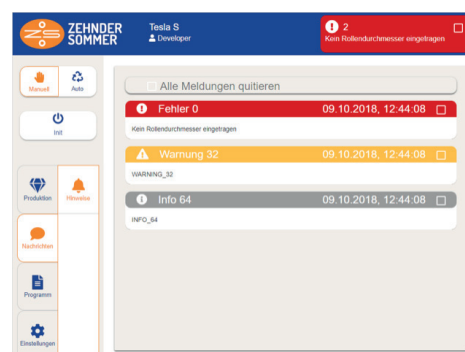 ZEHNDER
SOMMER
Tesla S
Developer
2
Kein Rollendurchmesser eingetragen
Manuell
Auto
Init
Alle Meldungen quitieren
Fehler 0
09.10.2018, 12:44:08
Kein Rollendurchmesser eingetragen
Warnung 32
09.10.2018, 12:44:08
WARNING_32
Info 64
09.10.2018, 12:44:08
INFO_64
Produktion
Hinweise
Nachrichten
Programm
Einstellungen